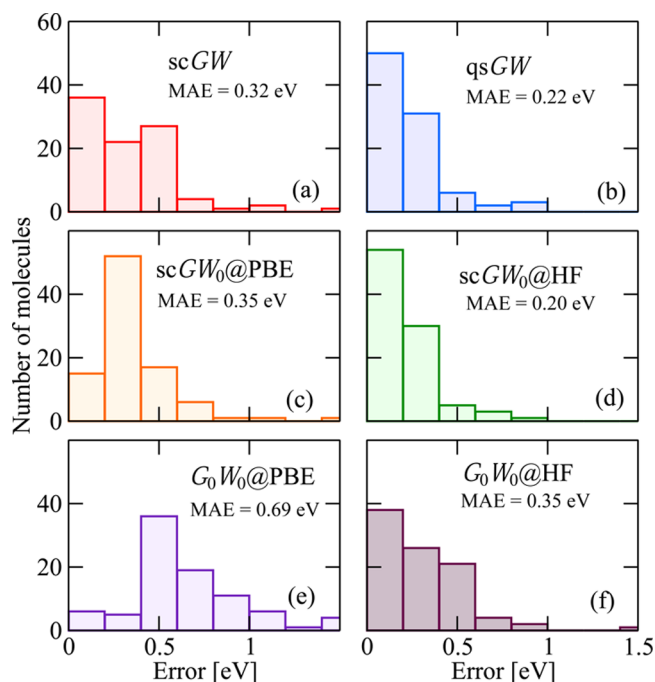 60
40
20
0
sc𝐺𝑊
MAE = 0.32 eV
(a)
qs𝐺𝑊
MAE = 0.22 eV
(b)
Number of molecules
40
20
0
sc𝐺𝑊₀@PBE
MAE = 0.35 eV
(c)
sc𝐺𝑊₀@HF
MAE = 0.20 eV
(d)
40
20
0
𝐺₀𝑊₀@PBE
MAE = 0.69 eV
(e)
𝐺₀𝑊₀@HF
MAE = 0.35 eV
(f)
0 0.5 1 0 0.5 1 1.5
Error [eV] Error [eV]